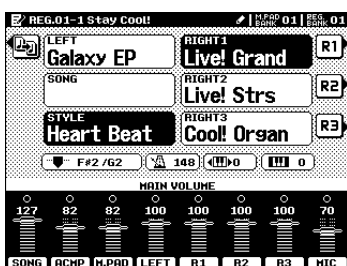 REG.01-1 Stay Cool! M.PAD BANK 01 REG. BANK 01
LEFT
Galaxy EP
RIGHT1
Live! Grand
R1
SONG
RIGHT2
Live! Strs
R2
STYLE
Heart Beat
RIGHT3
Cool! Organ
R3
F#2/G2 148 0 0
MAIN VOLUME
127 82 82 100 100 100 100 70
SONG ACMP M.PAD LEFT R1 R2 R3 MIC